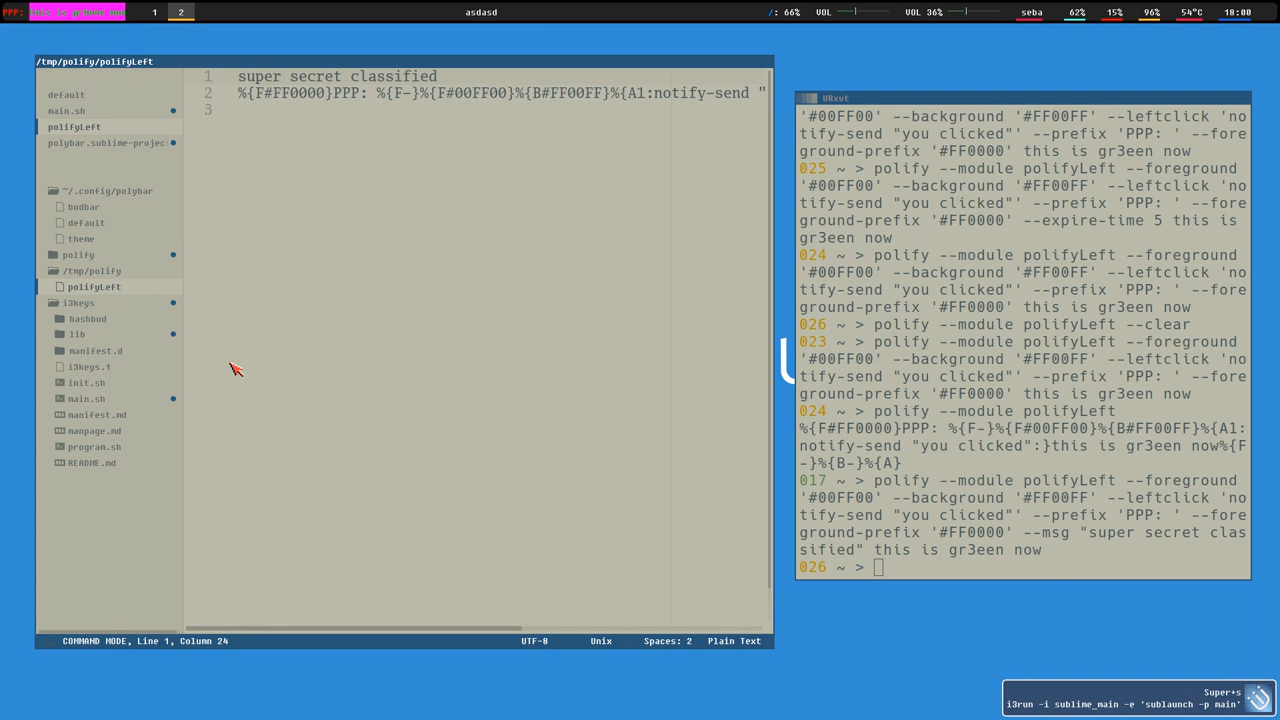 PPP: this is gr3een now 1 2 asdasd /: 66% VOL VOL 36% seba 62% 15% 96% 54°C 18:00
/tmp/polify/polifyLeft
default
main.sh
polifyLeft
polybar.sublime-projec
~/.config/polybar
budbar
default
theme
polify
/tmp/polify
polifyLeft
i3keys
bashbud
lib
manifest.d
i3keys.1
init.sh
main.sh
manifest.md
manpage.md
program.sh
README.md
1 super secret classified
2 %{F#FF0000}PPP: %{F-}%{F#00FF00}%{B#FF00FF}%{A1:notify-send "
3
COMMAND MODE, Line 1, Column 24 UTF-8 Unix Spaces: 2 Plain Text
URxvt
'#00FF00' --background '#FF00FF' --leftclick 'no
tify-send "you clicked"' --prefix 'PPP: ' --fore
ground-prefix '#FF0000' this is gr3een now
025 ~ > polify --module polifyLeft --foreground
'#00FF00' --background '#FF00FF' --leftclick 'no
tify-send "you clicked"' --prefix 'PPP: ' --fore
ground-prefix '#FF0000' --expire-time 5 this is
gr3een now
024 ~ > polify --module polifyLeft --foreground
'#00FF00' --background '#FF00FF' --leftclick 'no
tify-send "you clicked"' --prefix 'PPP: ' --fore
ground-prefix '#FF0000' this is gr3een now
026 ~ > polify --module polifyLeft --clear
023 ~ > polify --module polifyLeft --foreground
'#00FF00' --background '#FF00FF' --leftclick 'no
tify-send "you clicked"' --prefix 'PPP: ' --fore
ground-prefix '#FF0000' this is gr3een now
024 ~ > polify --module polifyLeft
%{F#FF0000}PPP: %{F-}%{F#00FF00}%{B#FF00FF}%{A1:
notify-send "you clicked":}this is gr3een now%{F
-}%{B-}%{A}
017 ~ > polify --module polifyLeft --foreground
'#00FF00' --background '#FF00FF' --leftclick 'no
tify-send "you clicked"' --prefix 'PPP: ' --fore
ground-prefix '#FF0000' --msg "super secret clas
sified" this is gr3een now
026 ~ >
Super+s
i3run -i sublime_main -e 'sublaunch -p main'